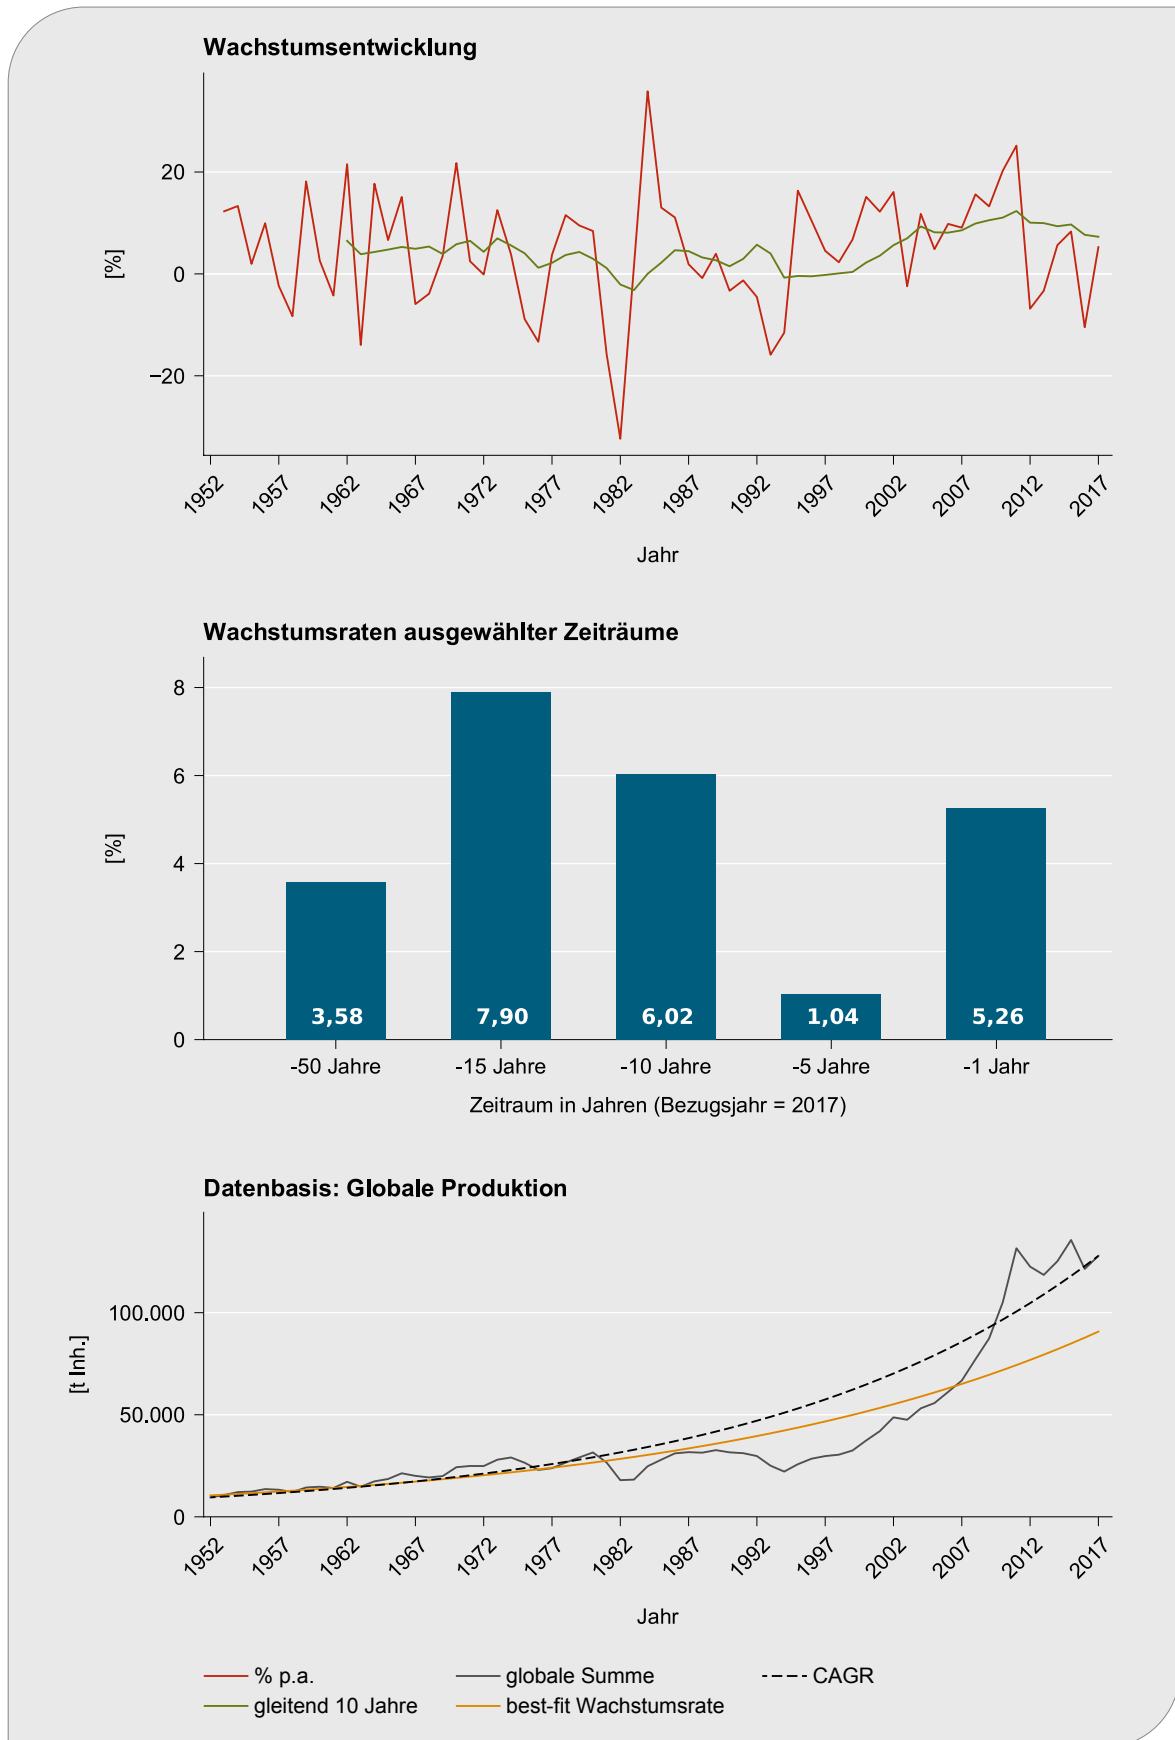 Wachstumsentwicklung
[%]
20
0
−20
1952 1957 1962 1967 1972 1977 1982 1987 1992 1997 2002 2007 2012 2017
Jahr
Wachstumsraten ausgewählter Zeiträume
[%]
8
6
4
2
0
3,58 7,90 6,02 1,04 5,26
-50 Jahre -15 Jahre -10 Jahre -5 Jahre -1 Jahr
Zeitraum in Jahren (Bezugsjahr = 2017)
Datenbasis: Globale Produktion
[t Inh.]
100.000
50.000
0
1952 1957 1962 1967 1972 1977 1982 1987 1992 1997 2002 2007 2012 2017
Jahr
% p.a. globale Summe CAGR
gleitend 10 Jahre best-fit Wachstumsrate